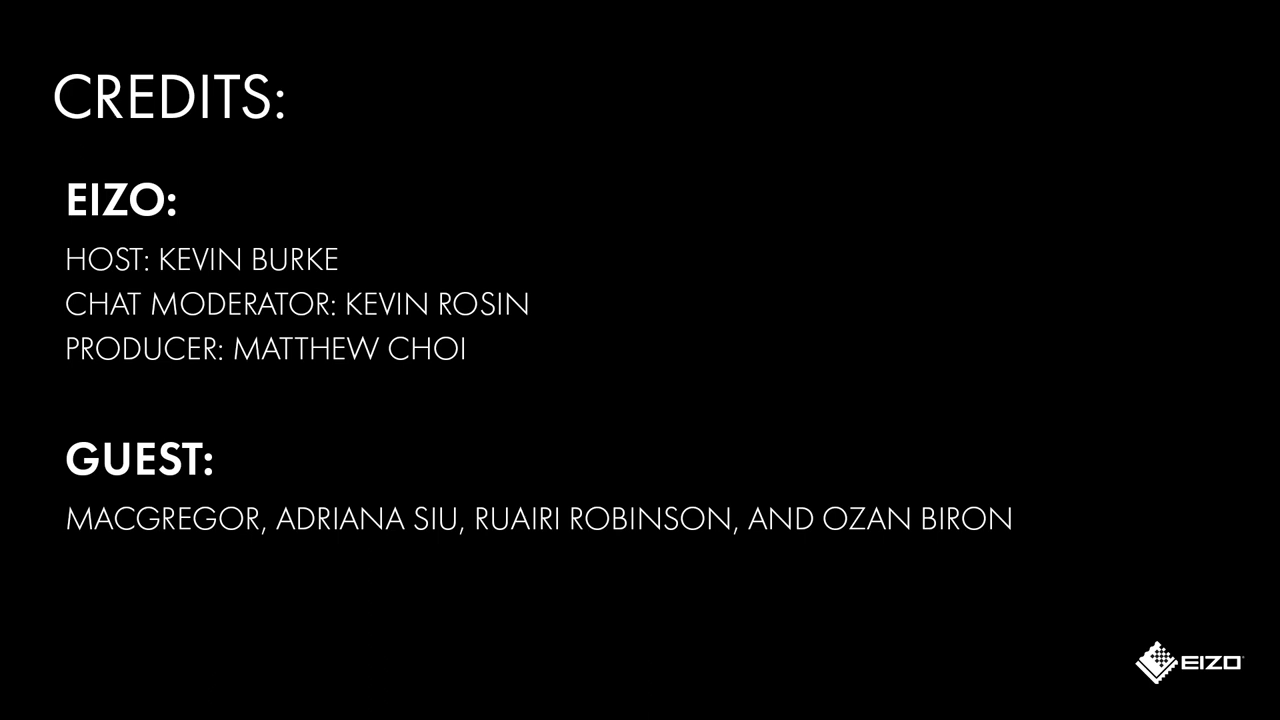 CREDITS:
EIZO:
HOST: KEVIN BURKE
CHAT MODERATOR: KEVIN ROSIN
PRODUCER: MATTHEW CHOI
GUEST:
MACGREGOR, ADRIANA SIU, RUAIRI ROBINSON, AND OZAN BIRON
EIZO